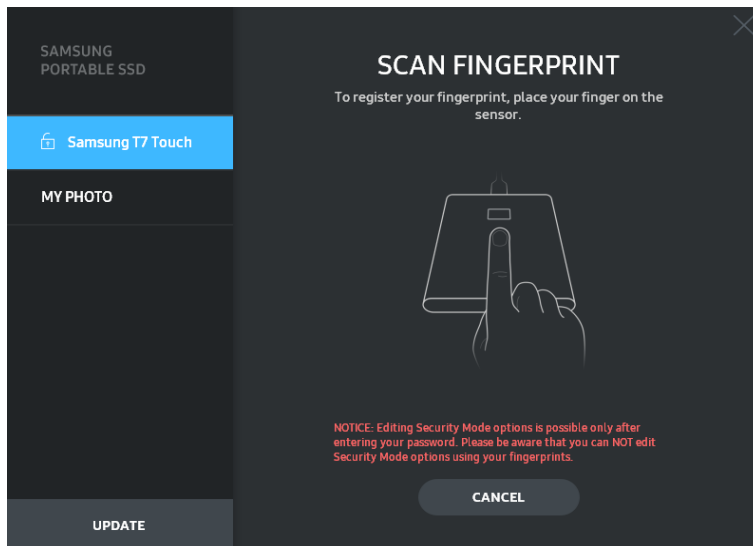 SAMSUNG
PORTABLE SSD
Samsung T7 Touch
MY PHOTO
UPDATE
SCAN FINGERPRINT
To register your fingerprint, place your finger on the
sensor.
NOTICE: Editing Security Mode options is possible only after
entering your password. Please be aware that you can NOT edit
Security Mode options using your fingerprints.
CANCEL